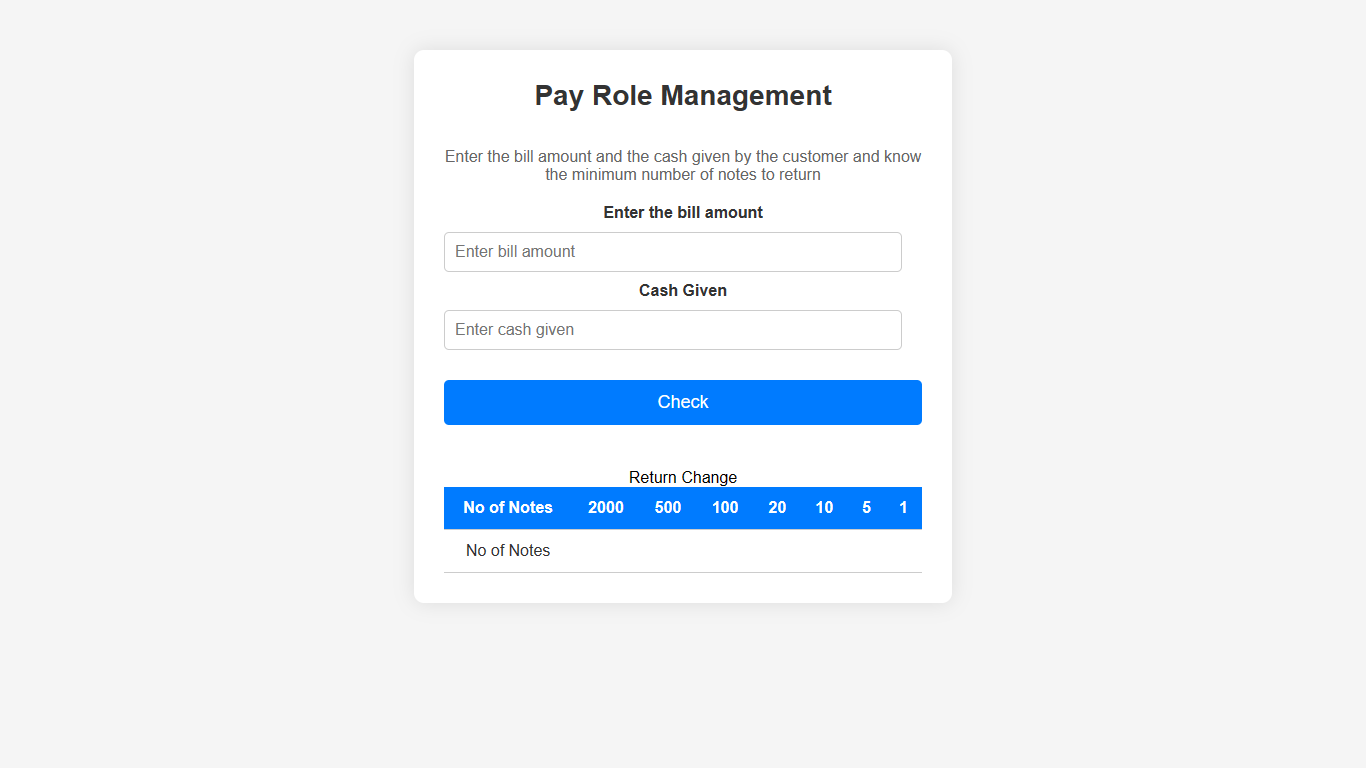 Pay Role Management
Enter the bill amount and the cash given by the customer and know
the minimum number of notes to return
Enter the bill amount
Enter bill amount
Cash Given
Enter cash given
Check
Return Change
No of Notes 2000 500 100 20 10 5 1
No of Notes